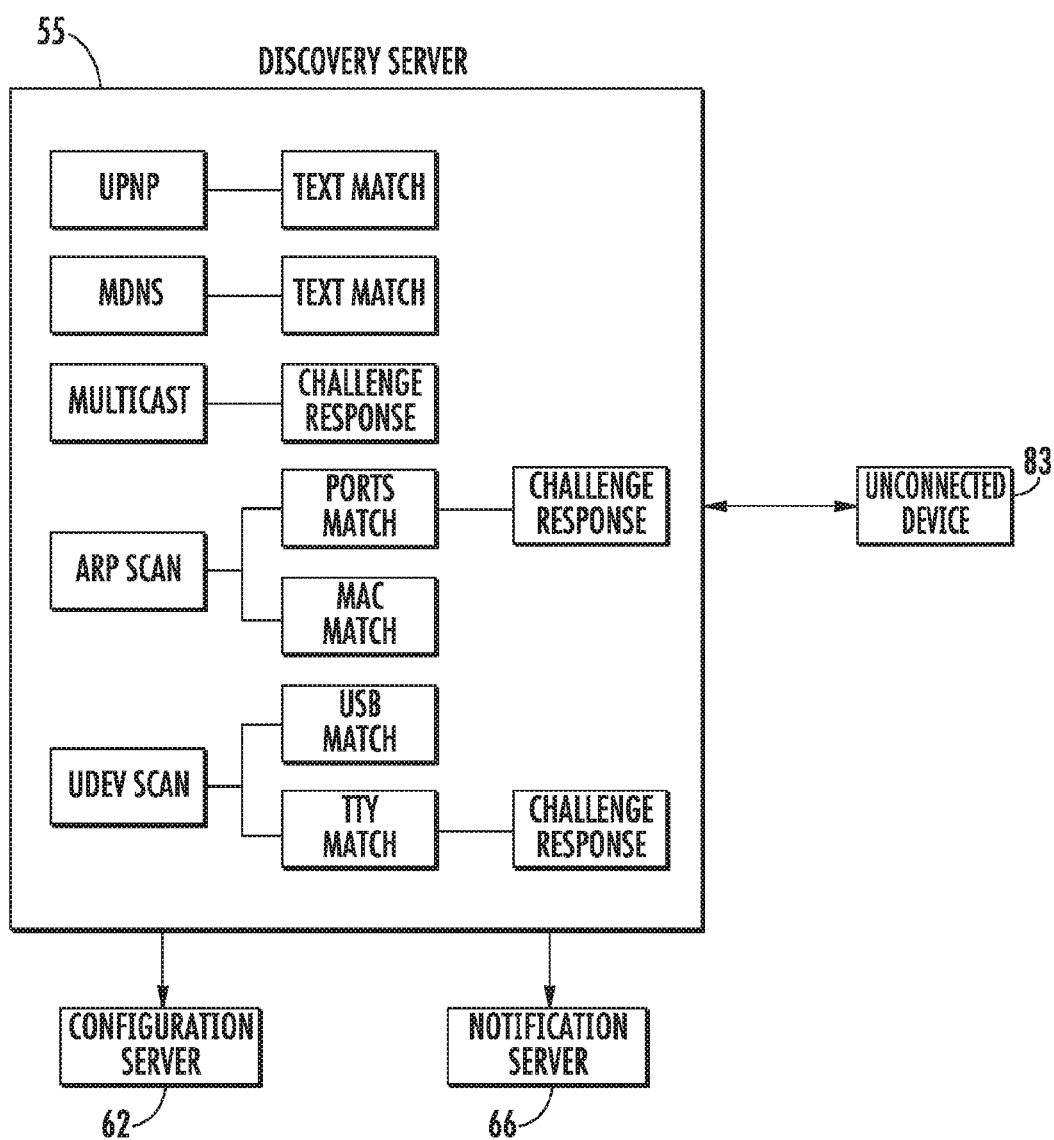 55
DISCOVERY SERVER
UPNP
TEXT MATCH
MDNS
TEXT MATCH
MULTICAST
CHALLENGE
RESPONSE
ARP SCAN
PORTS
MATCH
CHALLENGE
RESPONSE
MAC
MATCH
UDEV SCAN
USB
MATCH
TTY
MATCH
CHALLENGE
RESPONSE
UNCONNECTED
DEVICE
83
CONFIGURATION
SERVER
62
NOTIFICATION
SERVER
66